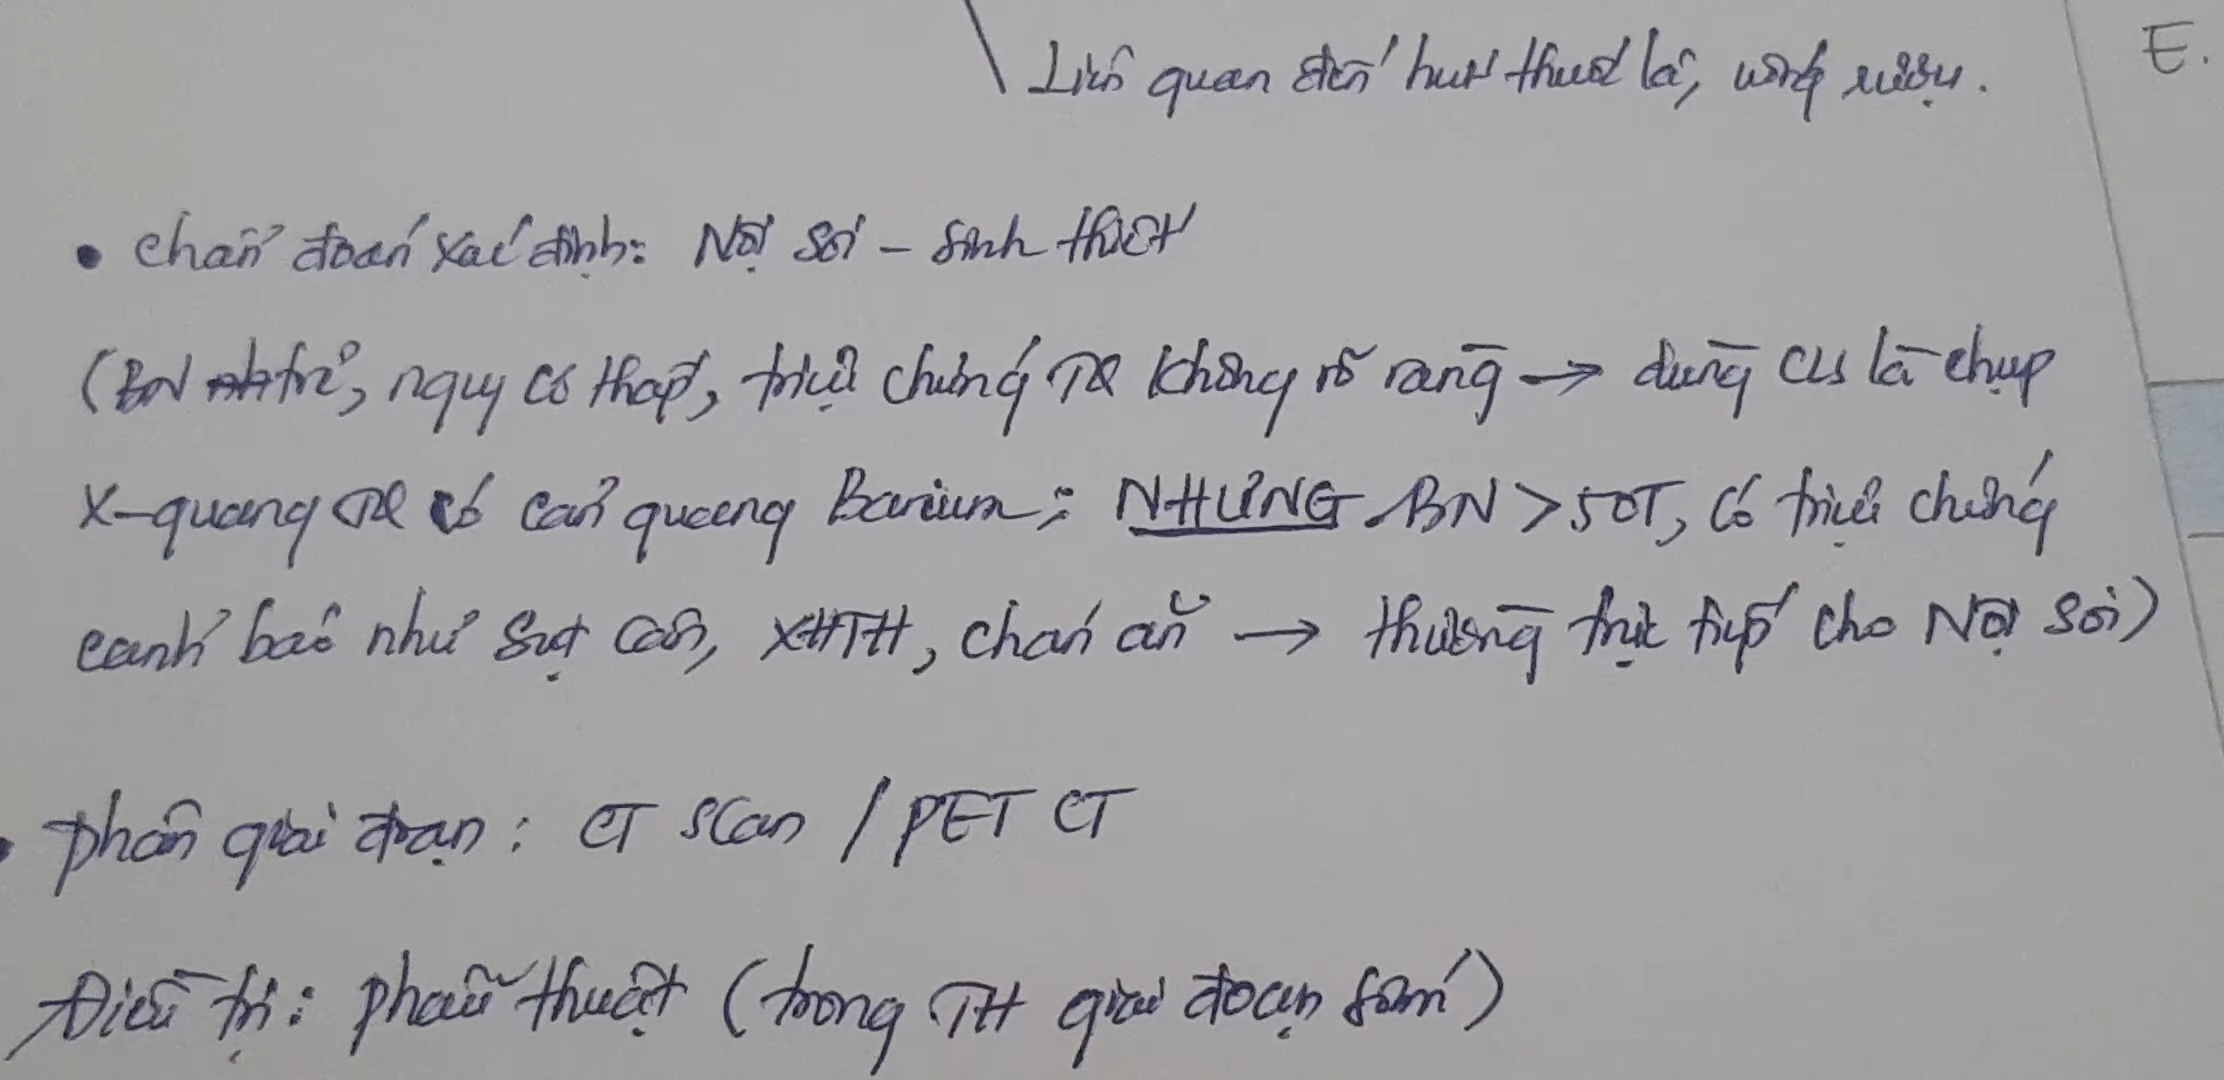 Liên quan đến hút thuốc lá, uống rượu.
E.
• Chẩn đoán xác định: Nội soi - sinh thiết
(BN trẻ, nguy cơ thấp, triệu chứng TQ không rõ ràng → dùng CLS là chụp
X-quang TQ có cản quang Barium; NHƯNG BN > 50T, có triệu chứng
cảnh báo như sụt cân, XHTH, chán ăn → thường trực tiếp cho Nội soi)
• Phân giai đoạn: CT Scan / PET CT
Điều trị: phẫu thuật (trong TH giai đoạn sớm)